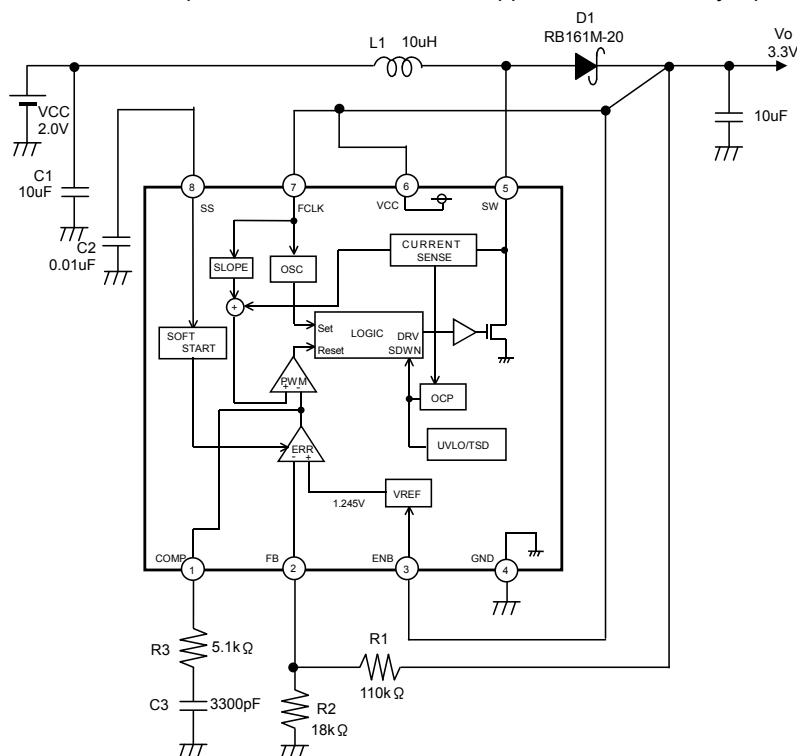 D1
RB161M-20
L1 10uH
Vo
3.3V
VCC
2.0V
10uF
C1
10uF
C2
0.01uF
8
SS
7
FCLK
6
VCC
5
SW
CURRENT
SENSE
SLOPE
OSC
+
SOFT
START
Set
LOGIC
DRV
SDWN
Reset
PWM
+ -
OCP
UVLO/TSD
ERR
- +
1.245V
VREF
COMP
1
FB
2
ENB
3
GND
4
R3
5.1kΩ
R1
110kΩ
C3
3300pF
R2
18kΩ